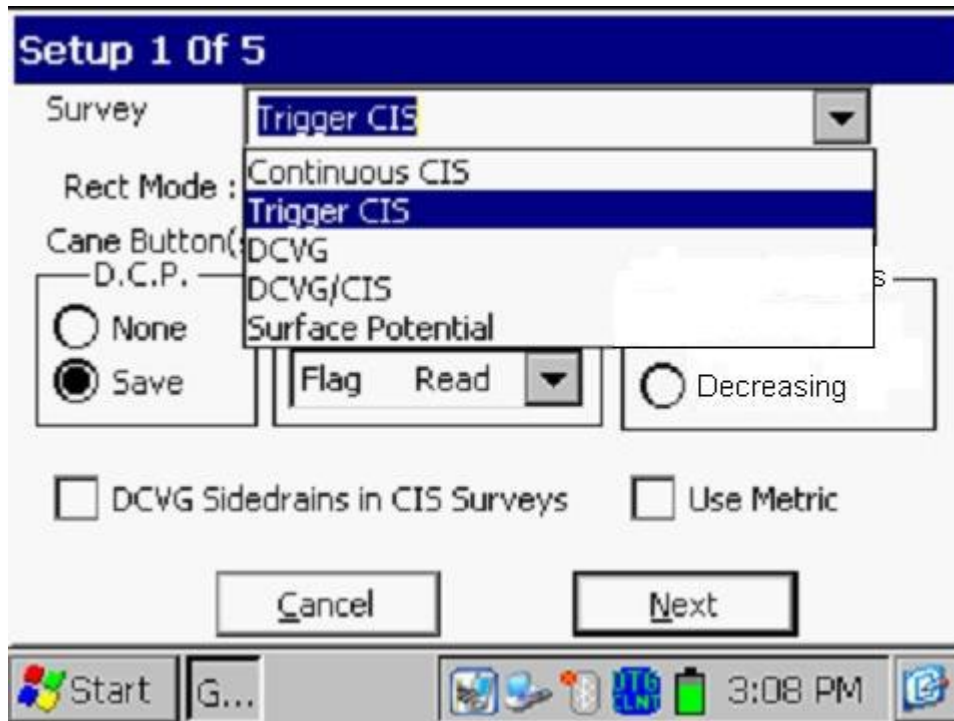 Setup 1 Of 5
Survey
Trigger CIS
Continuous CIS
Rect Mode :
Trigger CIS
Cane Button(
DCVG
D.C.P.
DCVG/CIS
s
None
Surface Potential
Save
Flag Read
Decreasing
DCVG Sidedrains in CIS Surveys
Use Metric
Cancel
Next
Start
G...
UTG
CLNT
3:08 PM